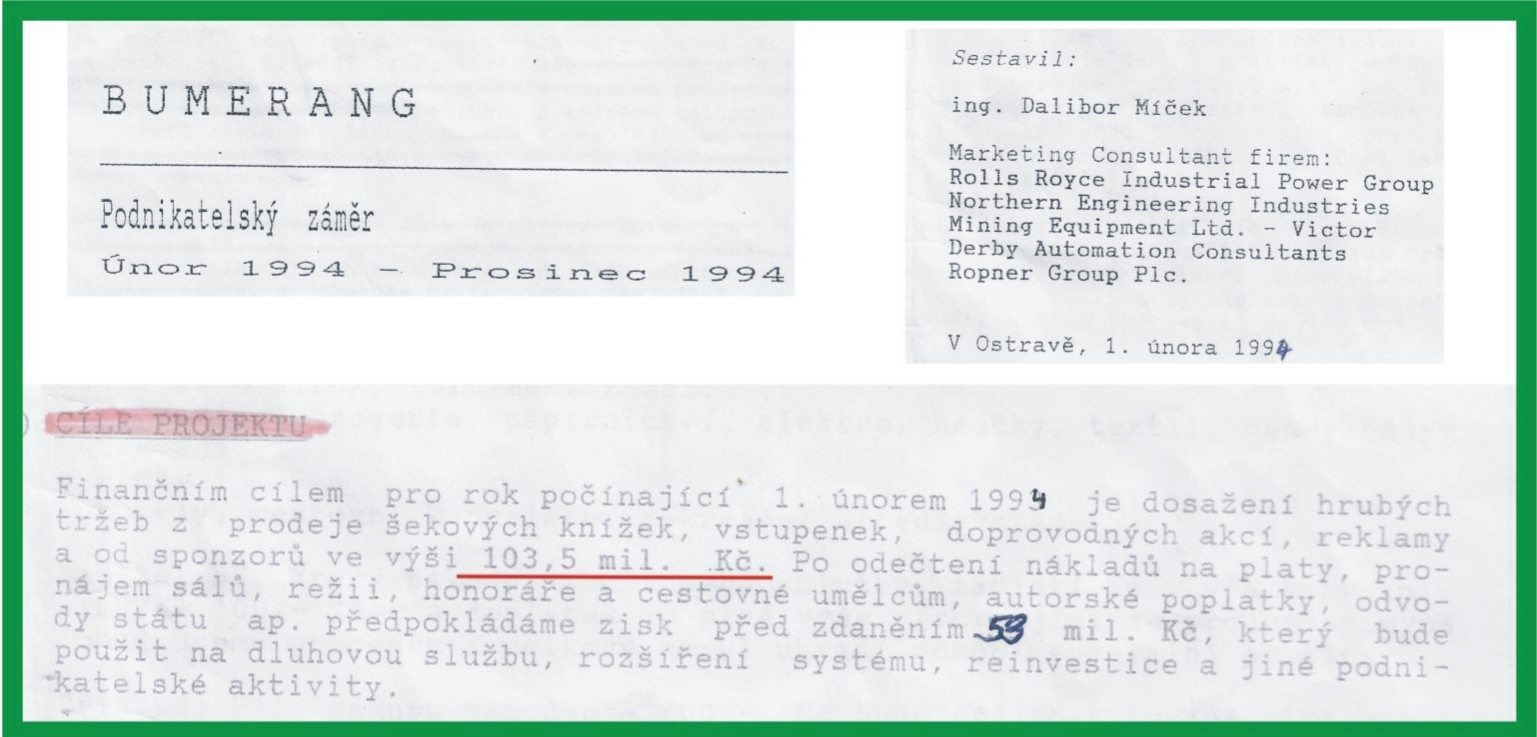 BUMERANG
Podnikatelský záměr
Únor 1994 - Prosinec 1994
Sestavil:
ing. Dalibor Míček
Marketing Consultant firem:
Rolls Royce Industrial Power Group
Northern Engineering Industries
Mining Equipment Ltd. - Victor
Derby Automation Consultants
Ropner Group Plc.
V Ostravě, 1. února 1994
) CÍLE PROJEKTU
Finančním cílem pro rok počínající 1. únorem 1994 je dosažení hrubých
tržeb z prodeje šekových knížek, vstupenek, doprovodných akcí, reklamy
a od sponzorů ve výši 103,5 mil. Kč. Po odečtení nákladů na platy, pro-
nájem sálů, režii, honoráře a cestovné umělcům, autorské poplatky, odvo-
dy státu ap. předpokládáme zisk před zdaněním 53 mil. Kč, který bude
použit na dluhovou službu, rozšíření systému, reinvestice a jiné podni-
katelské aktivity.